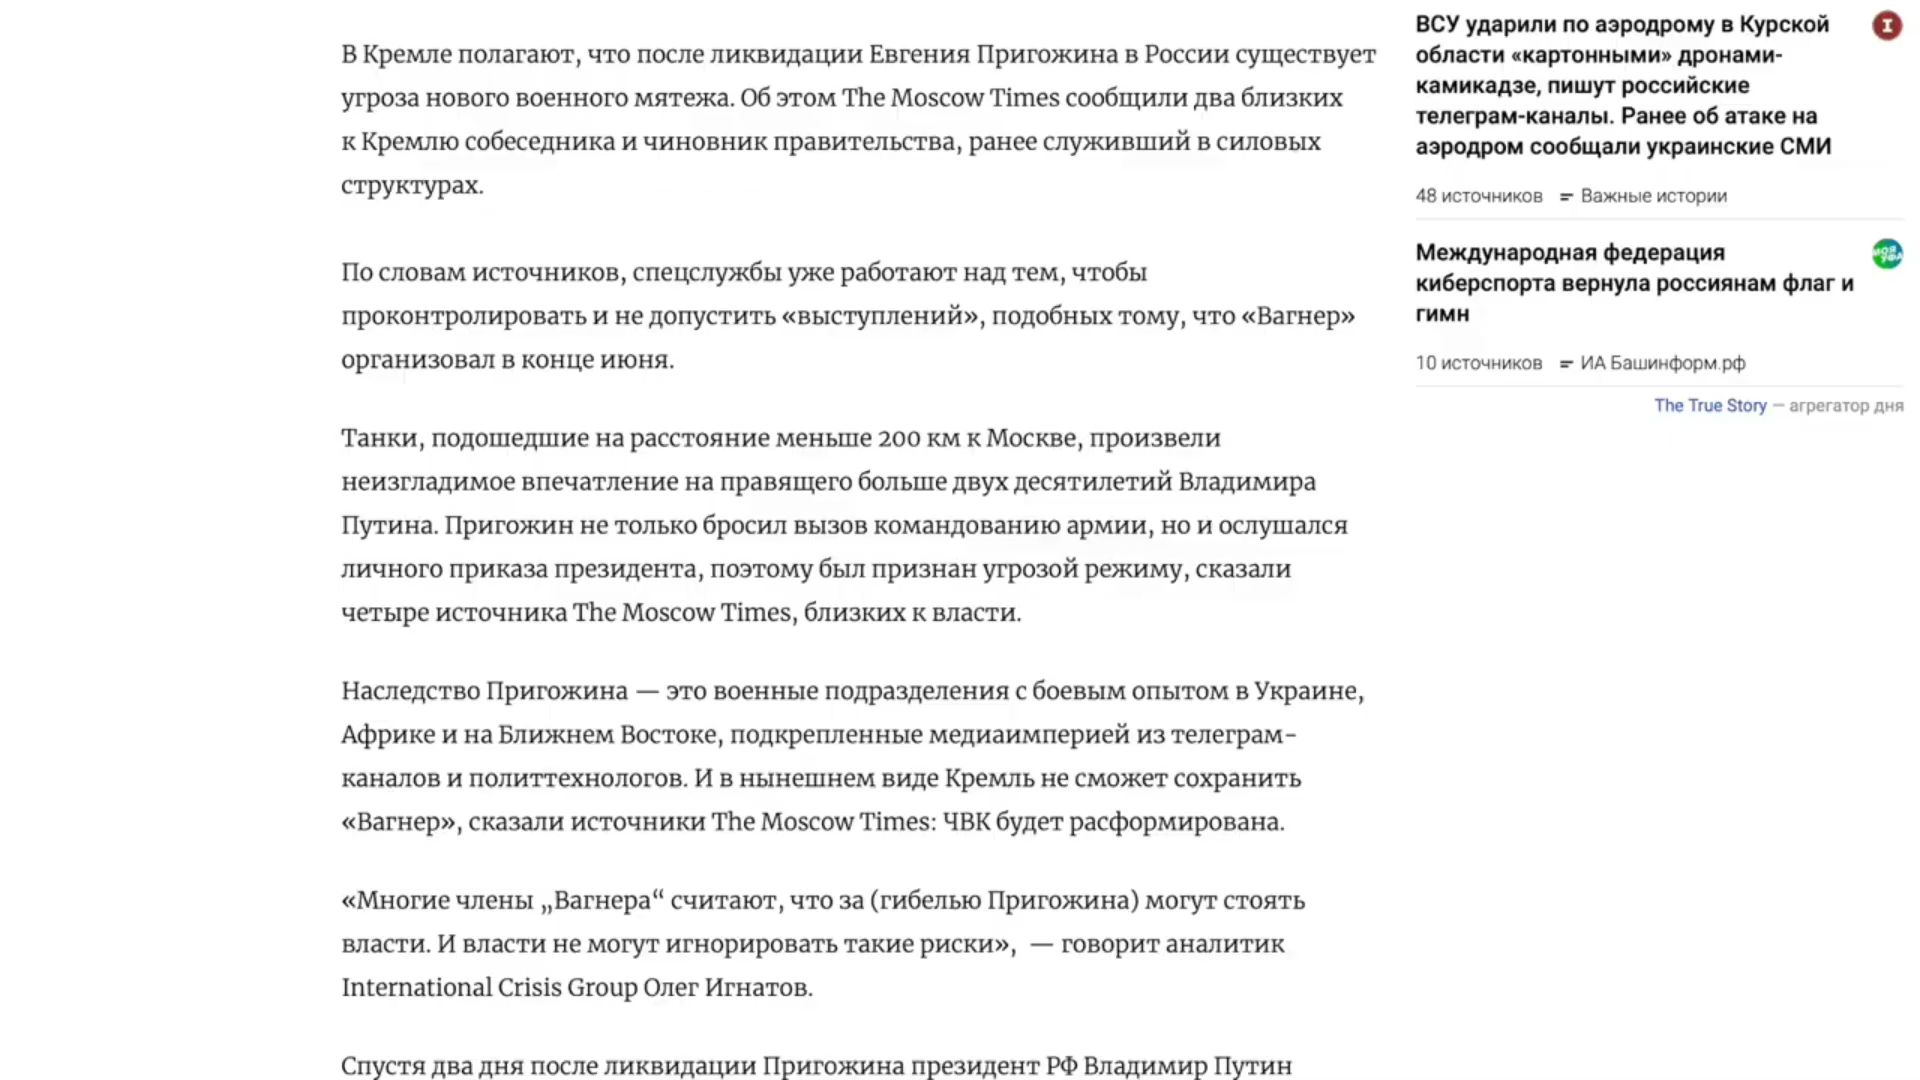 В Кремле полагают, что после ликвидации Евгения Пригожина в России существует
угроза нового военного мятежа. Об этом The Moscow Times сообщили два близких
к Кремлю собеседника и чиновник правительства, ранее служивший в силовых
структурах.
По словам источников, спецслужбы уже работают над тем, чтобы
проконтролировать и не допустить «выступлений», подобных тому, что «Вагнер»
организовал в конце июня.
Танки, подошедшие на расстояние меньше 200 км к Москве, произвели
неизгладимое впечатление на правящего больше двух десятилетий Владимира
Путина. Пригожин не только бросил вызов командованию армии, но и ослушался
личного приказа президента, поэтому был признан угрозой режиму, сказали
четыре источника The Moscow Times, близких к власти.
Наследство Пригожина — это военные подразделения с боевым опытом в Украине,
Африке и на Ближнем Востоке, подкрепленные медиаимперией из телеграм-
каналов и политтехнологов. И в нынешнем виде Кремль не сможет сохранить
«Вагнер», сказали источники The Moscow Times: ЧВК будет расформирована.
«Многие члены „Вагнера“ считают, что за (гибелью Пригожина) могут стоять
власти. И власти не могут игнорировать такие риски», — говорит аналитик
International Crisis Group Олег Игнатов.
Спустя два дня после ликвидации Пригожина президент РФ Владимир Путин
ВСУ ударили по аэродрому в Курской
области «картонными» дронами-
камикадзе, пишут российские
телеграм-каналы. Ранее об атаке на
аэродром сообщали украинские СМИ
I
48 источников = Важные истории
Международная федерация
киберспорта вернула россиянам флаг и
гимн
МОЯ
УФА
10 источников = ИА Башинформ.рф
The True Story — агрегатор дня